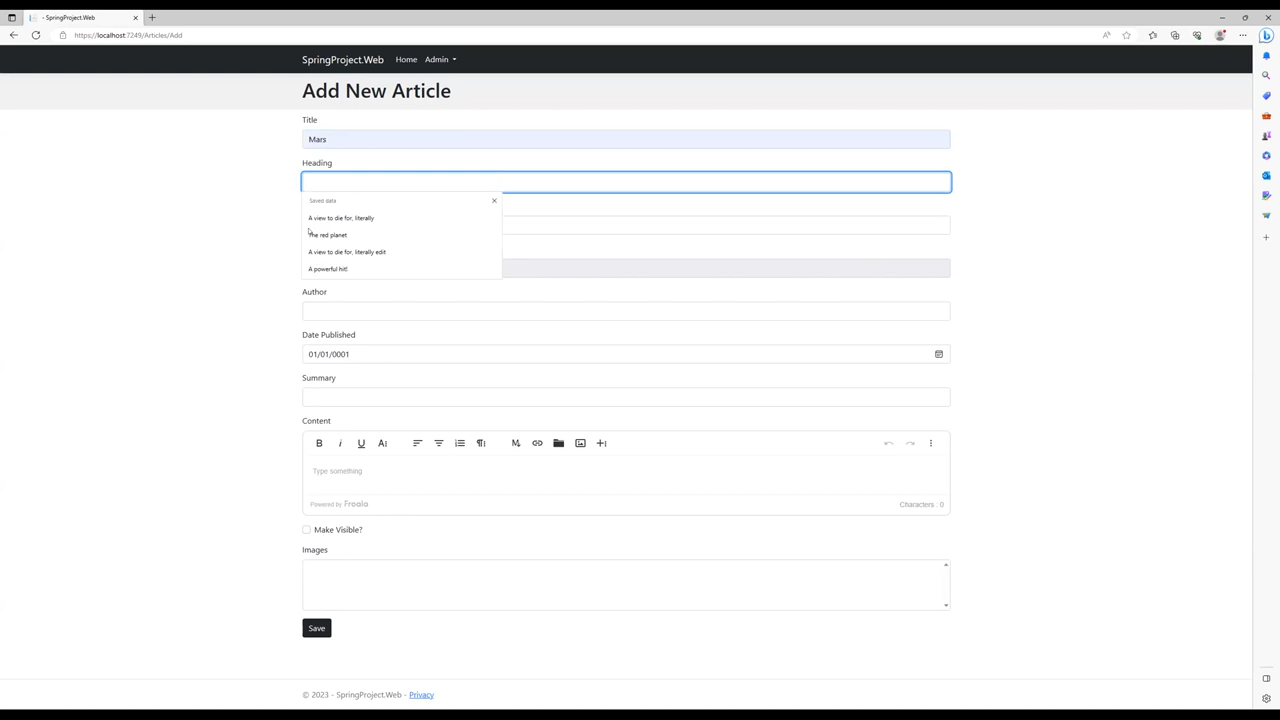 - SpringProject.Web
https://localhost:7249/Articles/Add
SpringProject.Web Home Admin
Add New Article
Title
Mars
Heading
Saved data
A view to die for, literally
The red planet
A view to die for, literally edit
A powerful hit!
Author
Date Published
01/01/0001
Summary
Content
Type something
Powered by Froala
Characters : 0
Make Visible?
Images
Save
© 2023 - SpringProject.Web - Privacy